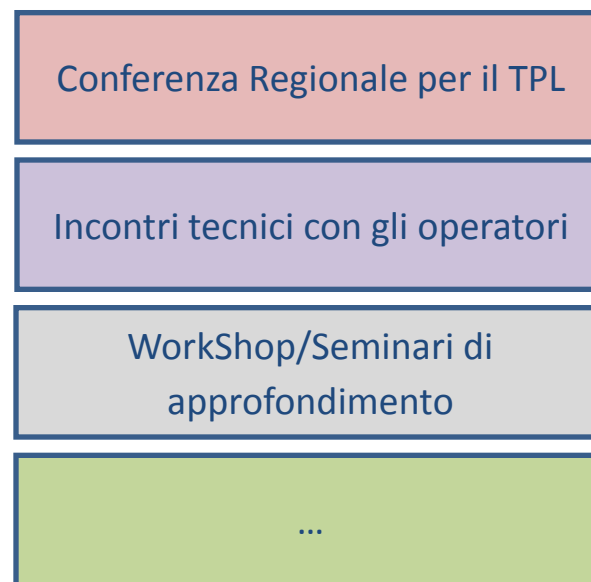 Conferenza Regionale per il TPL
Incontri tecnici con gli operatori
WorkShop/Seminari di
approfondimento
...